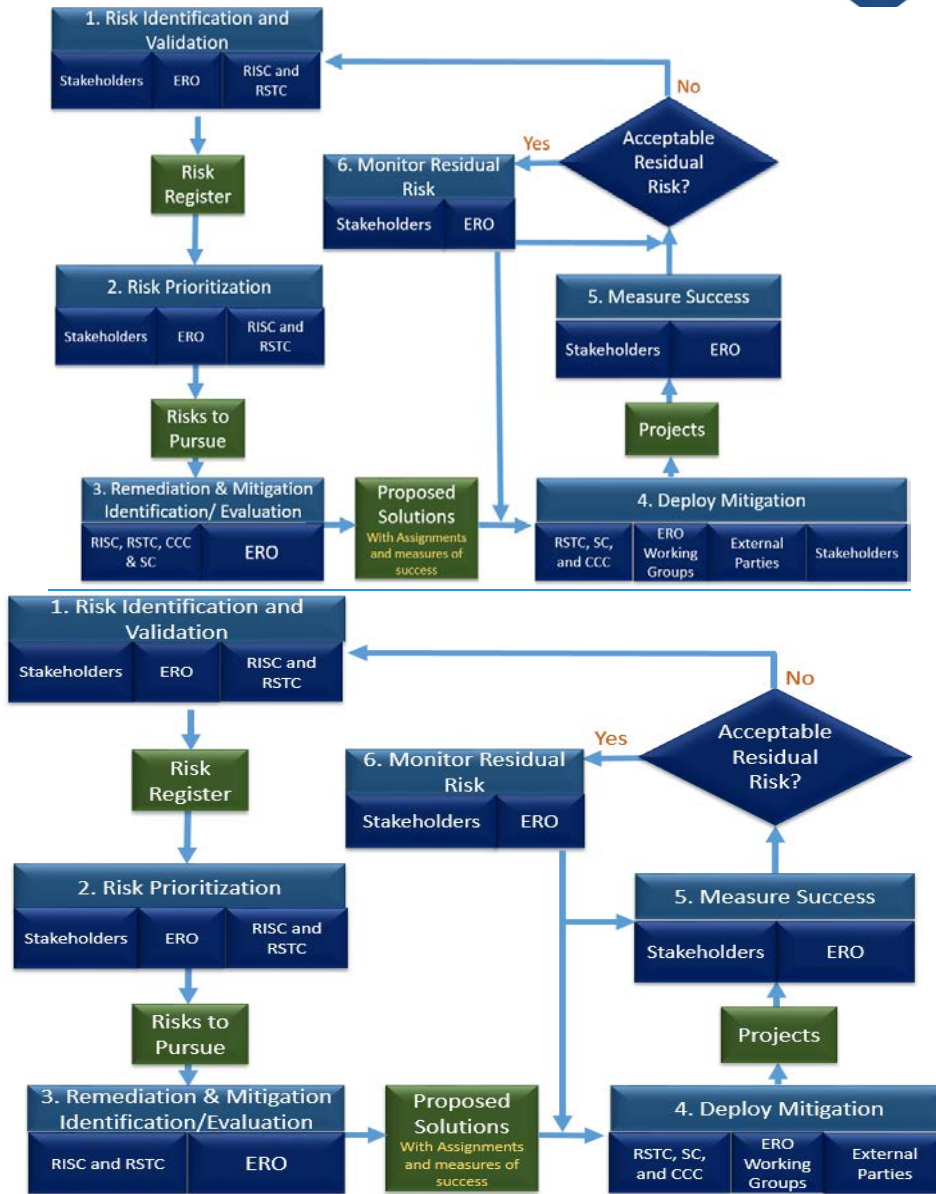 1. Risk Identification and
Validation
Stakeholders
ERO
RISC and
RSTC
No
Acceptable
Residual
Risk?
Yes
6. Monitor Residual
Risk
Stakeholders
ERO
Risk
Register
2. Risk Prioritization
Stakeholders
ERO
RISC and
RSTC
5. Measure Success
Stakeholders
ERO
Risks to
Pursue
Projects
3. Remediation & Mitigation
Identification/ Evaluation
RISC, RSTC, CCC
& SC
ERO
Proposed
Solutions
With Assignments
and measures of
success
4. Deploy Mitigation
RSTC, SC,
and CCC
ERO
Working
Groups
External
Parties
Stakeholders
1. Risk Identification and
Validation
Stakeholders
ERO
RISC and
RSTC
No
Acceptable
Residual
Risk?
Yes
6. Monitor Residual
Risk
Stakeholders
ERO
Risk
Register
2. Risk Prioritization
Stakeholders
ERO
RISC and
RSTC
5. Measure Success
Stakeholders
ERO
Risks to
Pursue
Projects
3. Remediation & Mitigation
Identification/Evaluation
RISC and RSTC
ERO
Proposed
Solutions
With Assignments
and measures of
success
4. Deploy Mitigation
RSTC, SC,
and CCC
ERO
Working
Groups
External
Parties